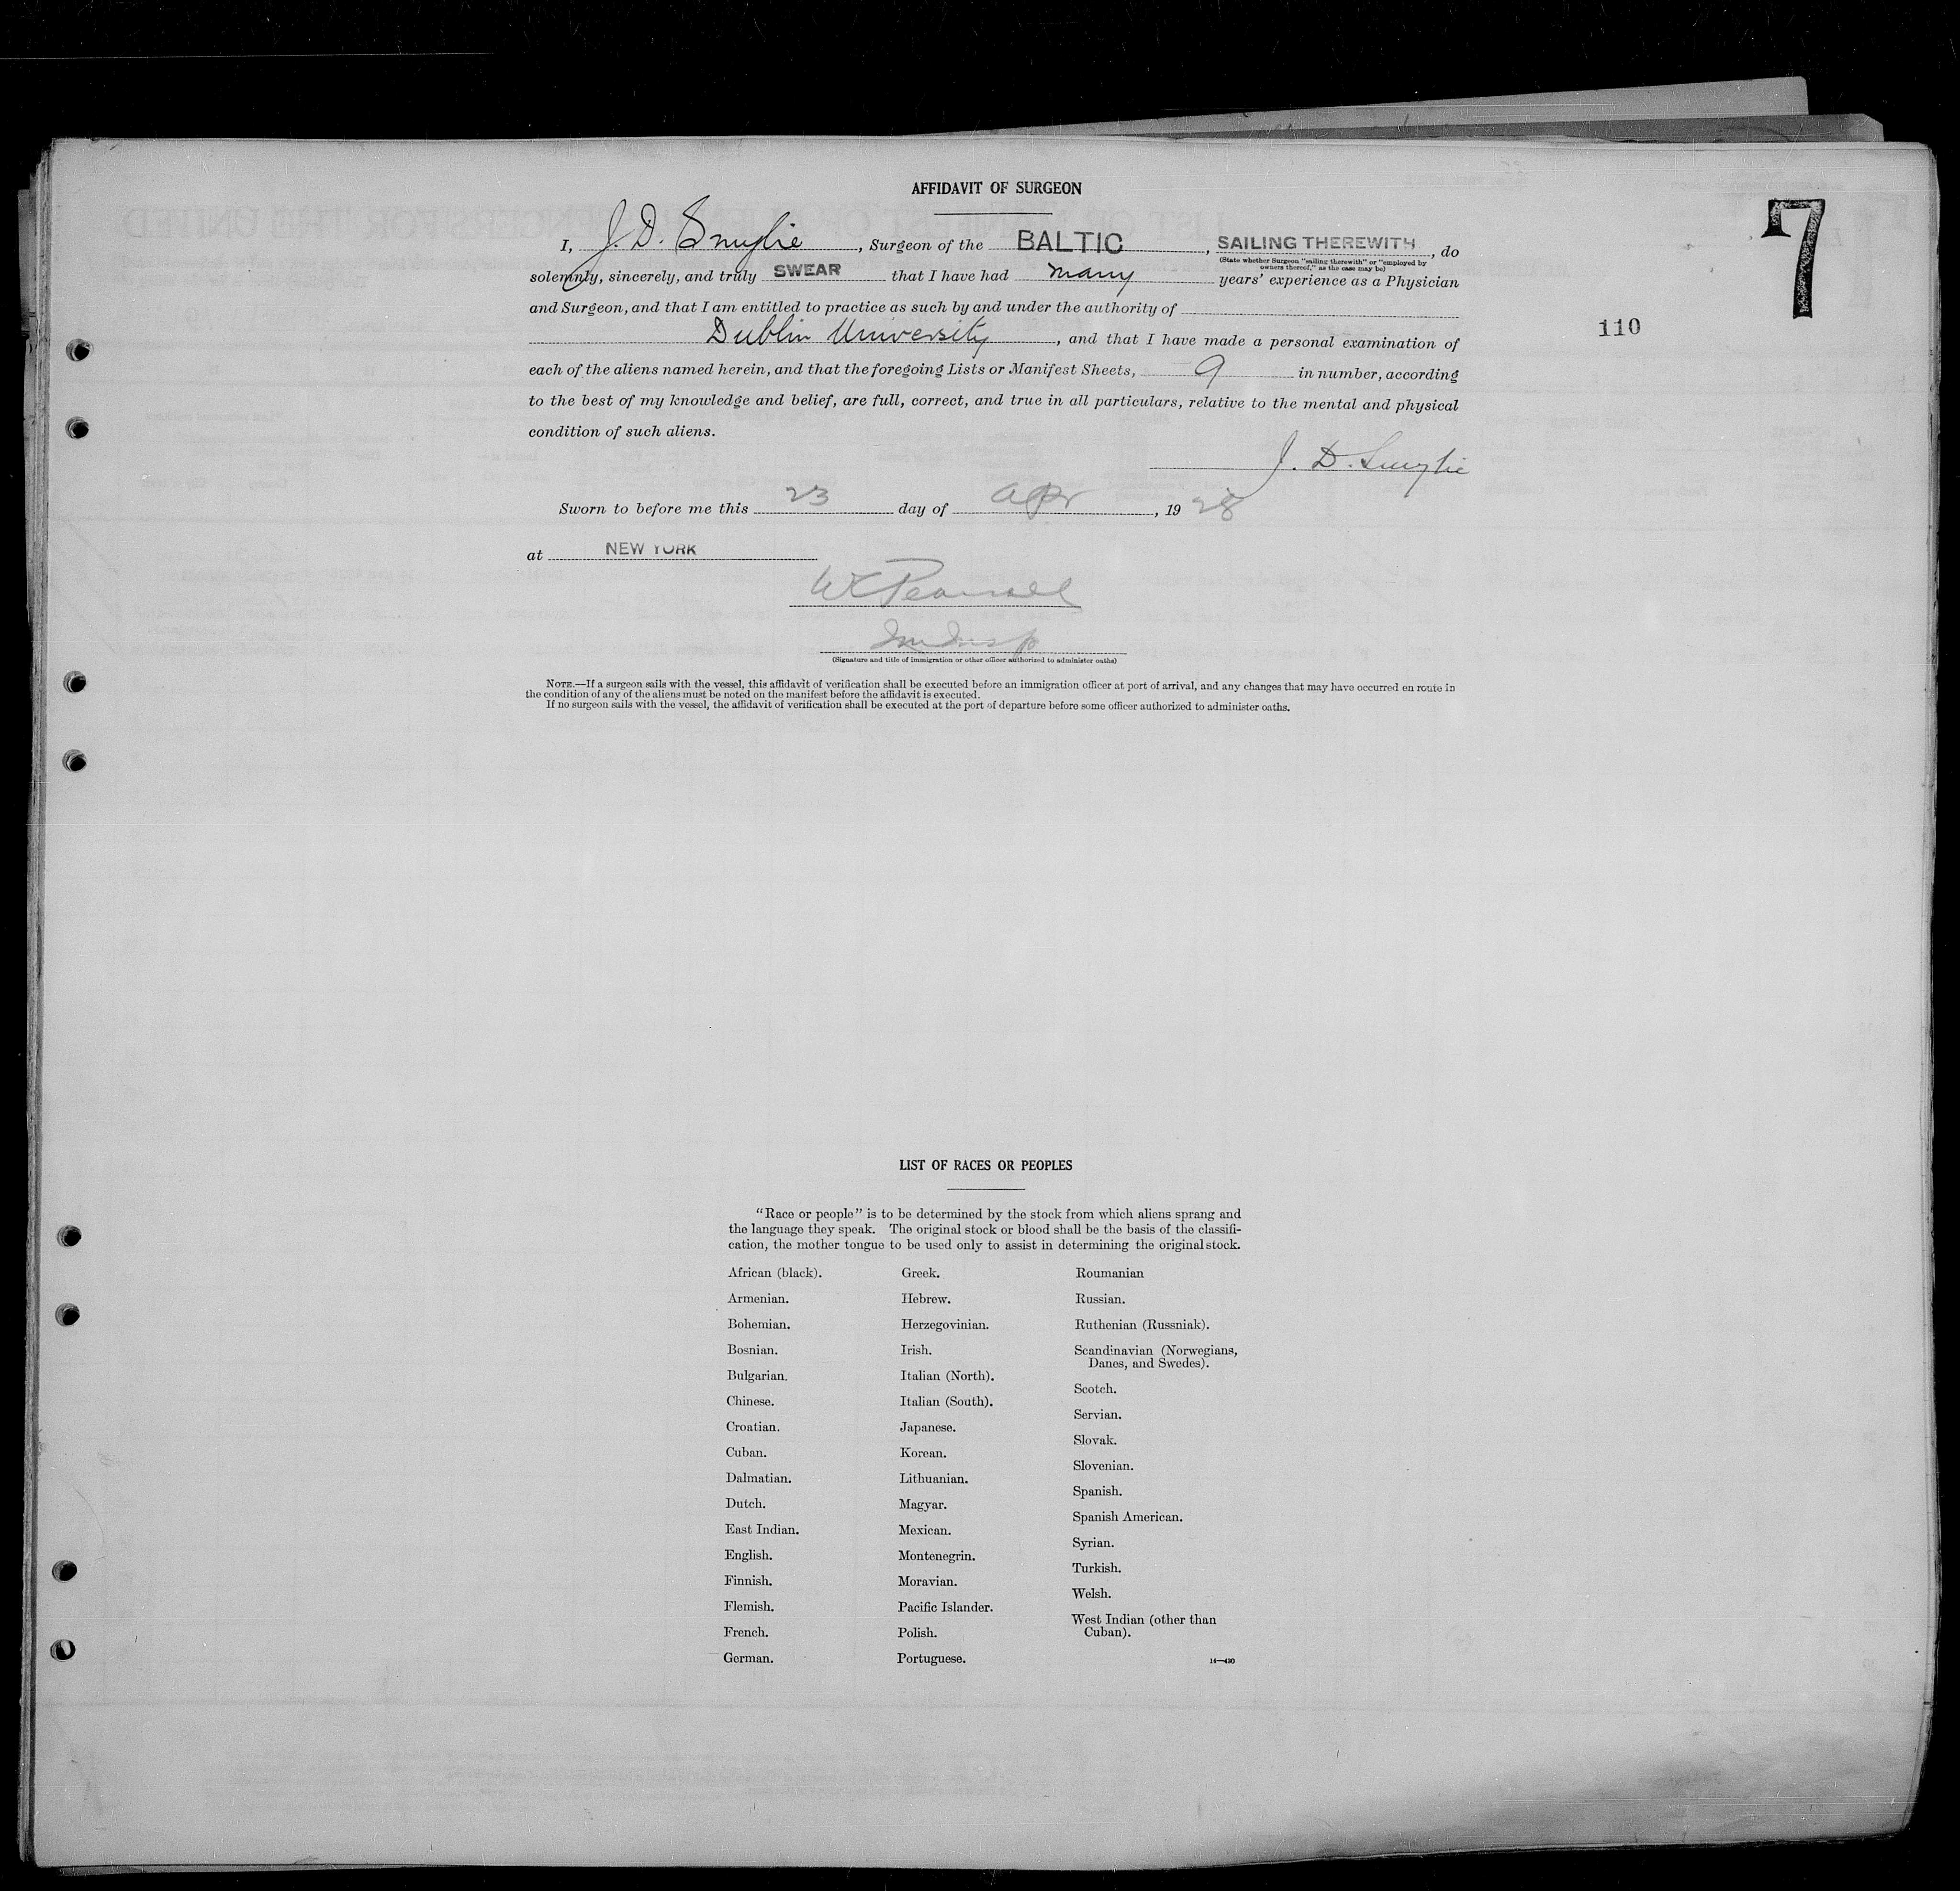 AFFIDAVIT OF SURGEON
7
I, J. D. Smylie, Surgeon of the BALTIC, SAILING THEREWITH, do
(State whether Surgeon "sailing therewith" or "employed by
owners thereof," as the case may be)
solemnly, sincerely, and truly SWEAR that I have had many years' experience as a Physician
and Surgeon, and that I am entitled to practice as such by and under the authority of
110
Dublin University, and that I have made a personal examination of
each of the aliens named herein, and that the foregoing Lists or Manifest Sheets, 9 in number, according
to the best of my knowledge and belief, are full, correct, and true in all particulars, relative to the mental and physical
condition of such aliens.
J. D. Smylie
Sworn to before me this 23 day of Apr, 1928
at NEW YORK
Im Insp
(Signature and title of immigration or other officer authorized to administer oaths)
NOTE.—If a surgeon sails with the vessel, this affidavit of verification shall be executed before an immigration officer at port of arrival, and any changes that may have occurred en route in
the condition of any of the aliens must be noted on the manifest before the affidavit is executed.
If no surgeon sails with the vessel, the affidavit of verification shall be executed at the port of departure before some officer authorized to administer oaths.
LIST OF RACES OR PEOPLES
"Race or people" is to be determined by the stock from which aliens sprang and
the language they speak. The original stock or blood shall be the basis of the classifi-
cation, the mother tongue to be used only to assist in determining the original stock.
African (black).
Armenian.
Bohemian.
Bosnian.
Bulgarian.
Chinese.
Croatian.
Cuban.
Dalmatian.
Dutch.
East Indian.
English.
Finnish.
Flemish.
French.
German.
Greek.
Hebrew.
Herzegovinian.
Irish.
Italian (North).
Italian (South).
Japanese.
Korean.
Lithuanian.
Magyar.
Mexican.
Montenegrin.
Moravian.
Pacific Islander.
Polish.
Portuguese.
Roumanian
Russian.
Ruthenian (Russniak).
Scandinavian (Norwegians,
Danes, and Swedes).
Scotch.
Servian.
Slovak.
Slovenian.
Spanish.
Spanish American.
Syrian.
Turkish.
Welsh.
West Indian (other than
Cuban).
14—430